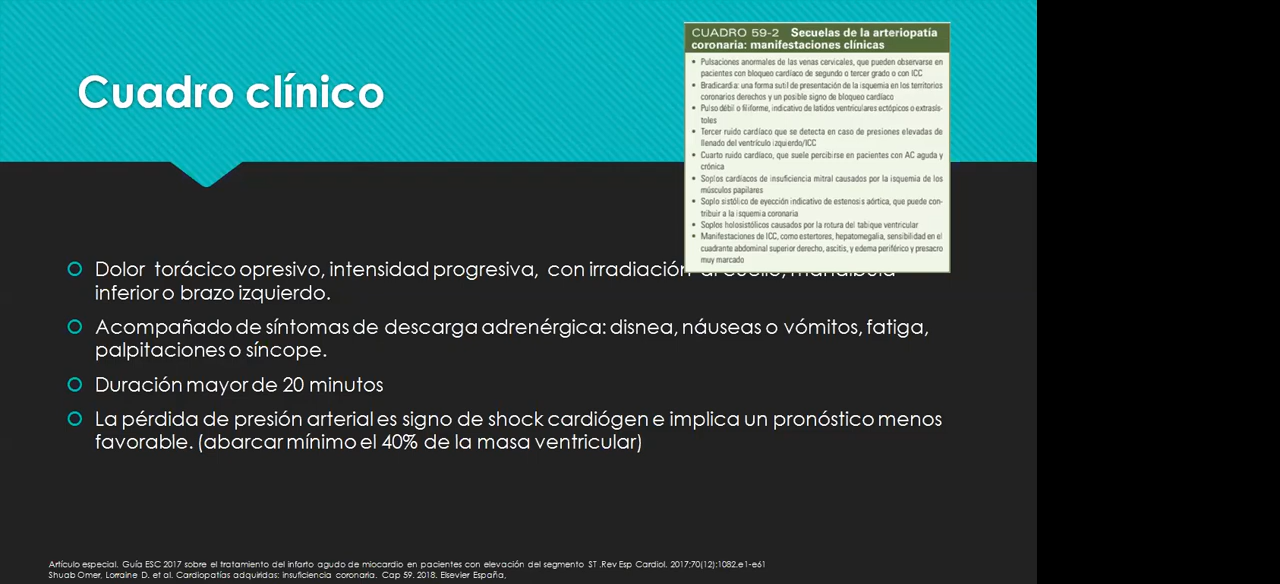 Cuadro clínico
CUADRO 59-2 Secuelas de la arteriopatía
coronaria: manifestaciones clínicas
• Pulsaciones anormales de las venas cervicales, que pueden observarse en
pacientes con bloqueo cardíaco de segundo o tercer grado o con ICC
• Bradicardia: una forma sutil de presentación de la isquemia en los territorios
coronarios derechos y un posible signo de bloqueo cardíaco
• Pulso débil o filiforme, indicativo de latidos ventriculares ectópicos o extrasís-
toles
• Tercer ruido cardíaco que se detecta en caso de presiones elevadas de
llenado del ventrículo izquierdo/ICC
• Cuarto ruido cardíaco, que suele percibirse en pacientes con AC aguda y
crónica
• Soplos cardíacos de insuficiencia mitral causados por la isquemia de los
músculos papilares
• Soplo sistólico de eyección indicativo de estenosis aórtica, que puede con-
tribuir a la isquemia coronaria
• Soplos holosistólicos causados por la rotura del tabique ventricular
• Manifestaciones de ICC, como estertores, hepatomegalia, sensibilidad en el
cuadrante abdominal superior derecho, ascitis, y edema periférico y presacro
muy marcado
Dolor torácico opresivo, intensidad progresiva, con irradiación
inferior o brazo izquierdo.
Acompañado de síntomas de descarga adrenérgica: disnea, náuseas o vómitos, fatiga,
palpitaciones o síncope.
Duración mayor de 20 minutos
La pérdida de presión arterial es signo de shock cardiógen e implica un pronóstico menos
favorable. (abarcar mínimo el 40% de la masa ventricular)
Artículo especial. Guía ESC 2017 sobre el tratamiento del infarto agudo de miocardio en pacientes con elevación del segmento ST .Rev Esp Cardiol. 2017;70(12):1082.e1-e61
Shuab Omer, Lorraine D. et al. Cardiopatías adquiridas: insuficiencia coronaria. Cap 59. 2018. Elsevier España,